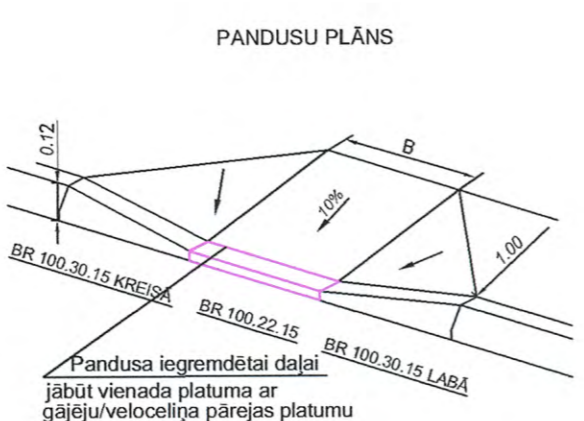 PANDUSU PLĀNS
0.12
B
10%
1.00
BR 100.30.15 KREISĀ
BR 100.22.15
BR 100.30.15 LABĀ
Pandusa iegremdētai daļai
jābūt vienada platuma ar
gājēju/veloceliņa pārejas platumu